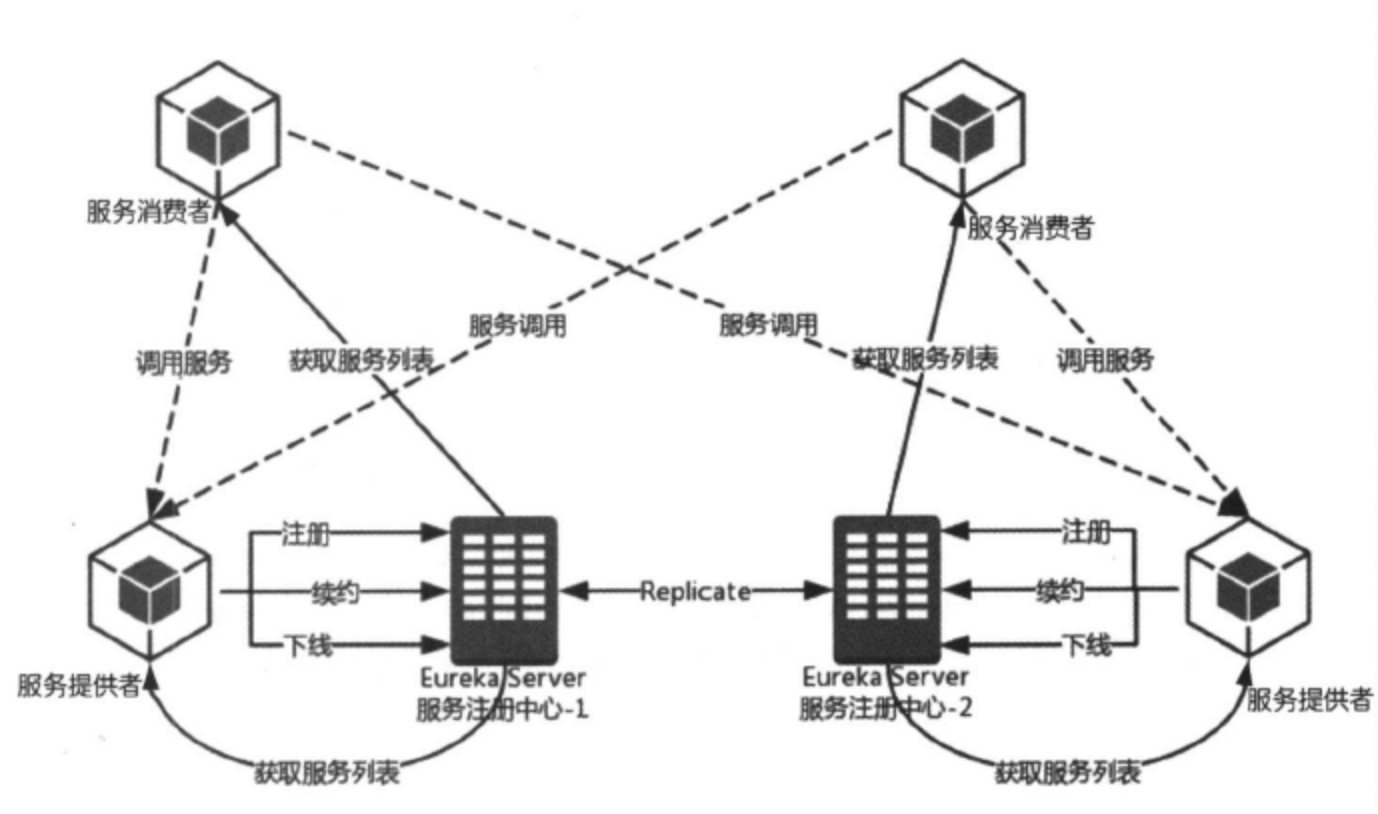 服务消费者
服务消费者
服务调用
服务调用
调用服务
获取服务列表
获取服务列表
调用服务
注册
注册
续约
Replicate
续约
下线
下线
Eureka Server
服务注册中心-1
Eureka Server
服务注册中心-2
服务提供者
服务提供者
获取服务列表
获取服务列表